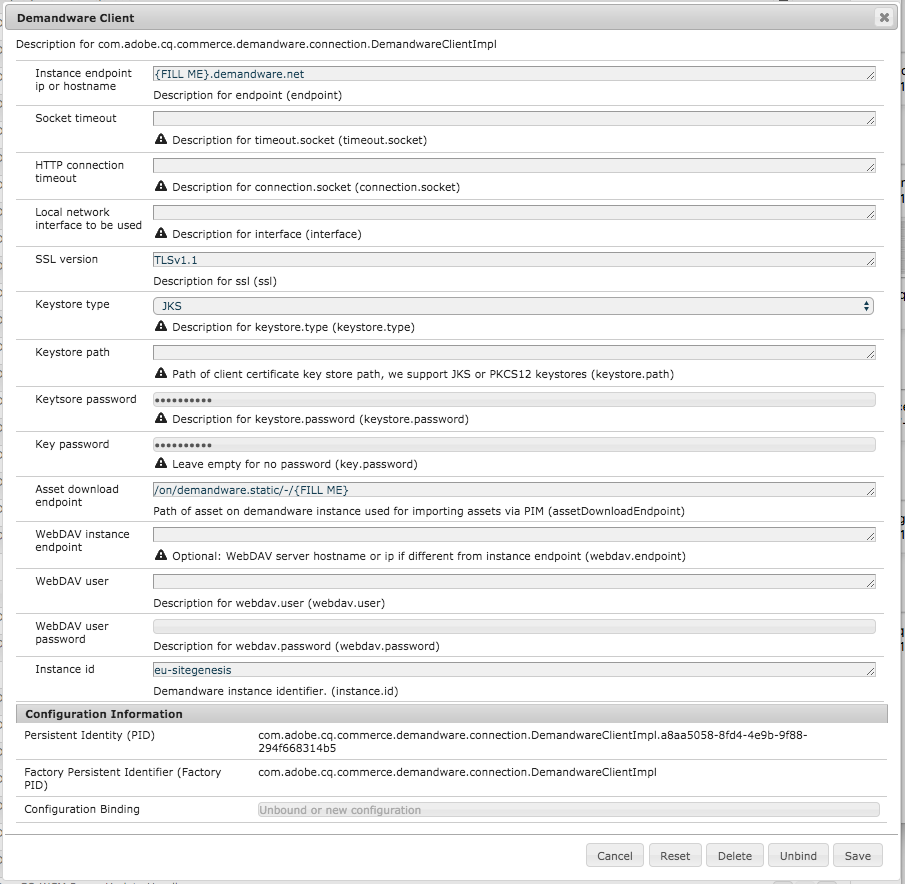 Demandware Client
Description for com.adobe.cq.commerce.demandware.connection.DemandwareClientImpl
Instance endpoint
ip or hostname
{FILL ME}.demandware.net
Description for endpoint (endpoint)
Socket timeout
Description for timeout.socket (timeout.socket)
HTTP connection
timeout
Description for connection.socket (connection.socket)
Local network
interface to be used
Description for interface (interface)
SSL version
TLSv1.1
Description for ssl (ssl)
Keystore type
JKS
Description for keystore.type (keystore.type)
Keystore path
Path of client certificate key store path, we support JKS or PKCS12 keystores (keystore.path)
Keytsore password
••••••••••
Description for keystore.password (keystore.password)
Key password
••••••••••
Leave empty for no password (key.password)
Asset download
endpoint
/on/demandware.static/-/{FILL ME}
Path of asset on demandware instance used for importing assets via PIM (assetDownloadEndpoint)
WebDAV instance
endpoint
Optional: WebDAV server hostname or ip if different from instance endpoint (webdav.endpoint)
WebDAV user
Description for webdav.user (webdav.user)
WebDAV user
password
Description for webdav.password (webdav.password)
Instance id
eu-sitegenesis
Demandware instance identifier. (instance.id)
Configuration Information
Persistent Identity (PID)
com.adobe.cq.commerce.demandware.connection.DemandwareClientImpl.a8aa5058-8fd4-4e9b-9f88-
294f668314b5
Factory Persistent Identifier (Factory
PID)
com.adobe.cq.commerce.demandware.connection.DemandwareClientImpl
Configuration Binding
Unbound or new configuration
Cancel
Reset
Delete
Unbind
Save